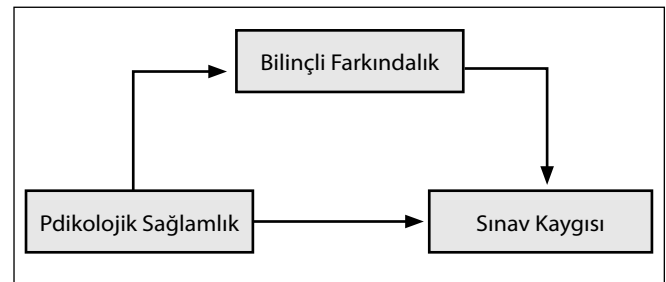 Bilinçli Farkındalık
Pdikolojik Sağlamlık
Sınav Kaygısı